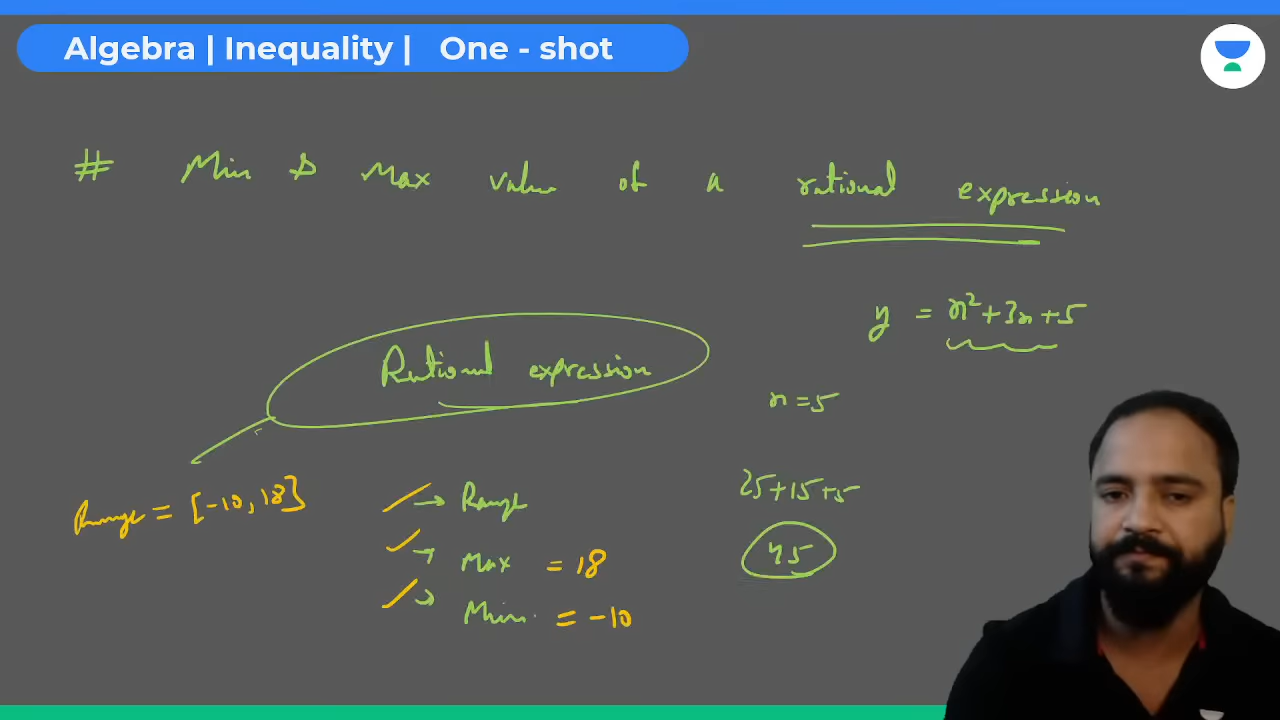 Algebra | Inequality | One - shot
# Min & Max value of a rational expression
y = x² + 3x + 5
Rational expression
x = 5
Range = [-10, 18]
→ Range
25 + 15 + 5
→ Max = 18
45
→ Min. = -10